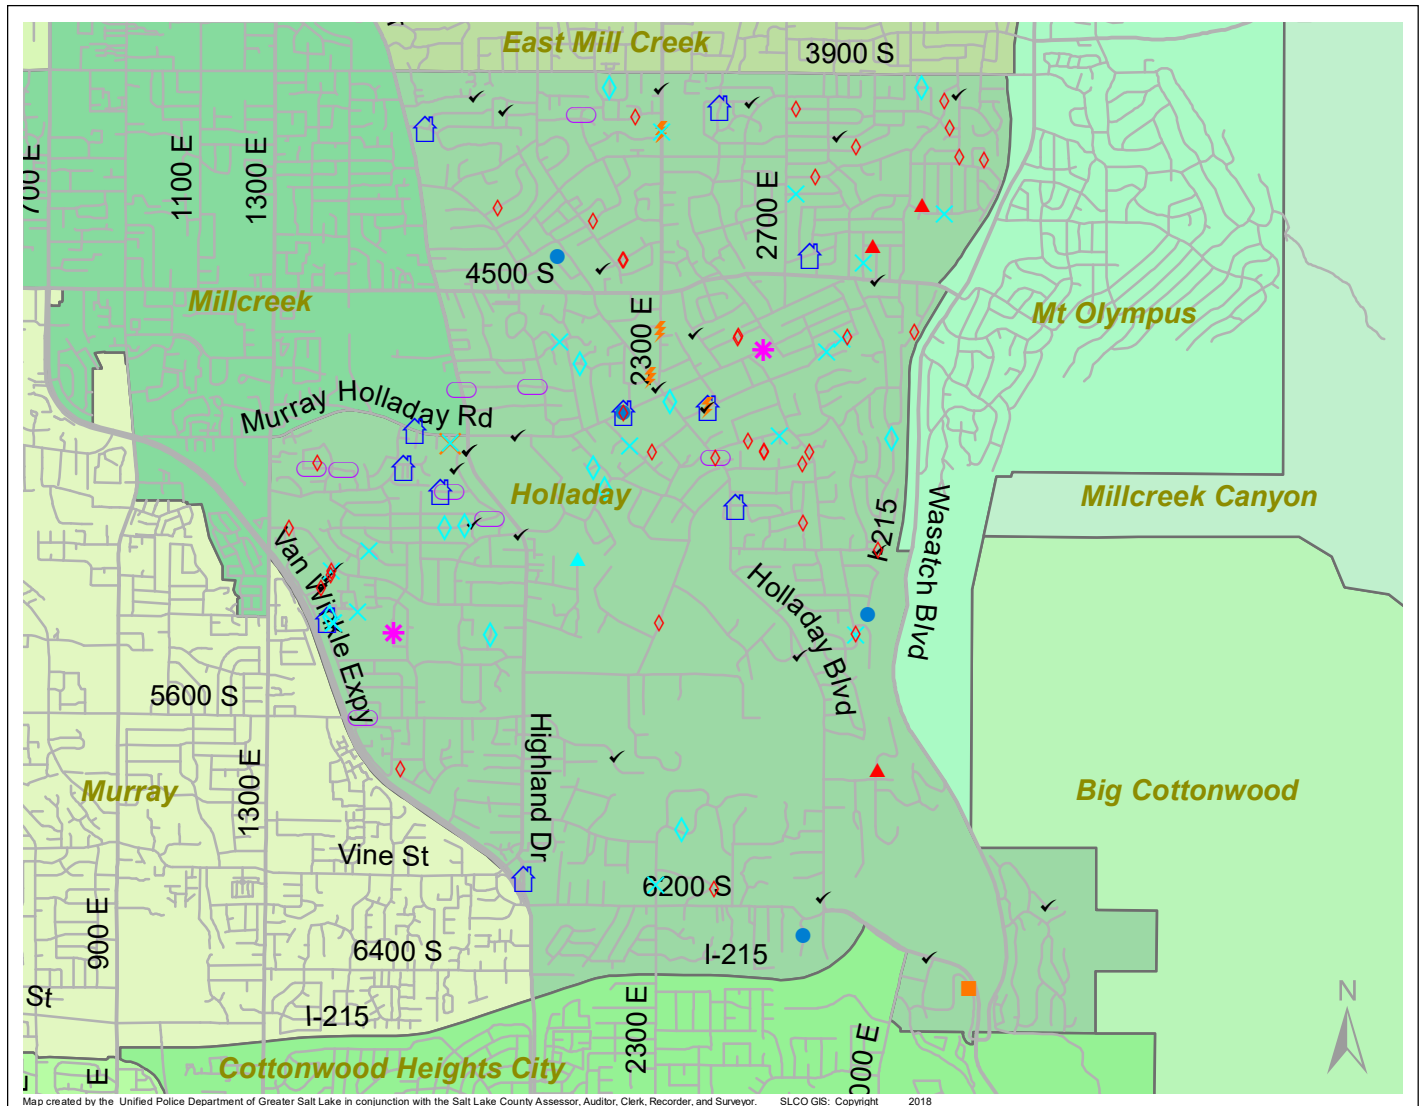 East Mill Creek
3900 S
700 E
1100 E
1300 E
2700 E
4500 S
Millcreek
2300 E
Mt Olympus
Murray Holladay Rd
Holladay
Millcreek Canyon
I-215
Wasatch Blvd
Van Winkle Expy
Holladay Blvd
5600 S
Highland Dr
Murray
1300 E
Big Cottonwood
Vine St
6200 S
900 E
6400 S
I-215
St
I-215
2300 E
N
000 E
Cottonwood Heights City
E
Map created by the Unified Police Department of Greater Salt Lake in conjunction with the Salt Lake County Assessor, Auditor, Clerk, Recorder, and Surveyor. SLCO GIS: Copyright 2018